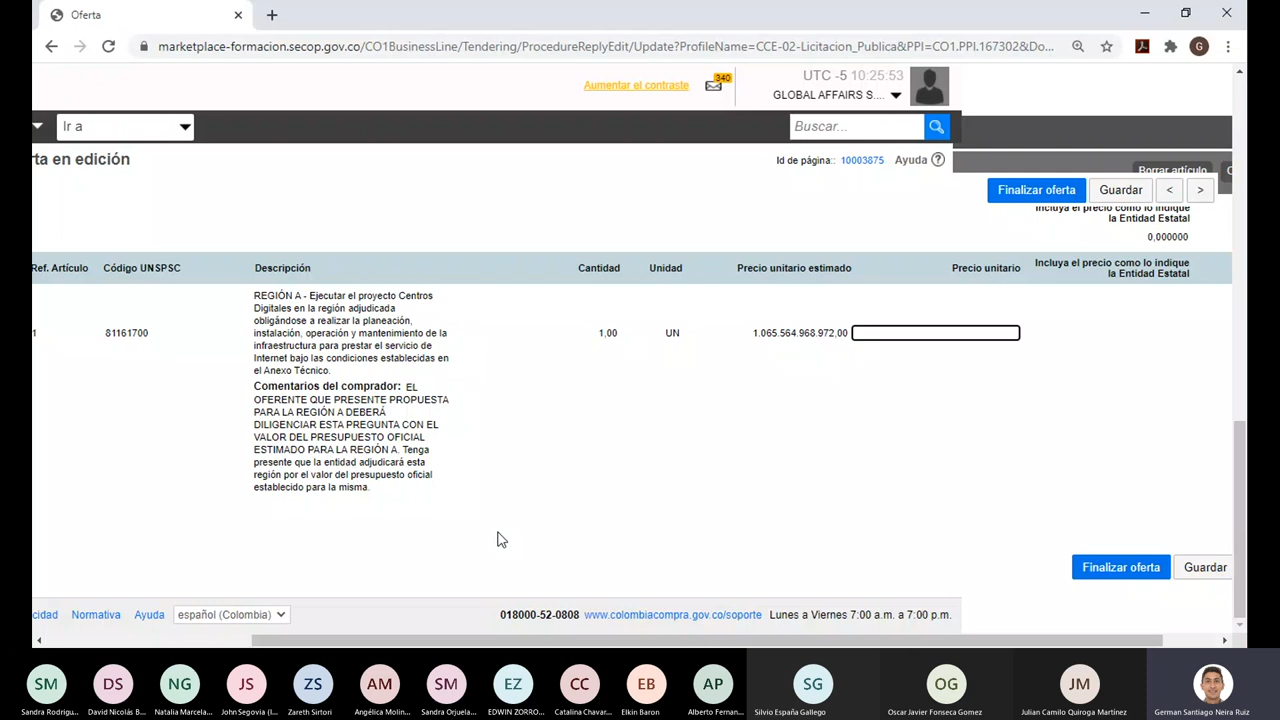 Oferta
marketplace-formacion.secop.gov.co/CO1BusinessLine/Tendering/ProcedureReplyEdit/Update?ProfileName=CCE-02-Licitacion_Publica&PPI=CO1.PPI.167302&Do...
G
Aumentar el contraste
340
UTC -5 10:25:53
GLOBAL AFFAIRS S....
Ir a
Buscar...
ta en edición
Id de página:: 10003875 Ayuda ?
Borrar artículo
Finalizar oferta Guardar < >
Incluya el precio como lo indique
la Entidad Estatal
0,000000
Ref. Artículo Código UNSPSC Descripción Cantidad Unidad Precio unitario estimado Precio unitario Incluya el precio como lo indique
la Entidad Estatal
REGIÓN A - Ejecutar el proyecto Centros
Digitales en la región adjudicada
obligándose a realizar la planeación,
1 81161700 instalación, operación y mantenimiento de la 1,00 UN 1.065.564.968.972,00
infraestructura para prestar el servicio de
Internet bajo las condiciones establecidas en
el Anexo Técnico.
Comentarios del comprador: EL
OFERENTE QUE PRESENTE PROPUESTA
PARA LA REGIÓN A DEBERÁ
DILIGENCIAR ESTA PREGUNTA CON EL
VALOR DEL PRESUPUESTO OFICIAL
ESTIMADO PARA LA REGIÓN A. Tenga
presente que la entidad adjudicará esta
región por el valor del presupuesto oficial
establecido para la misma.
Finalizar oferta Guardar
cidad Normativa Ayuda español (Colombia) 018000-52-0808 www.colombiacompra.gov.co/soporte Lunes a Viernes 7:00 a.m. a 7:00 p.m.
SM DS NG JS ZS AM SM EZ CC EB AP SG OG JM
Sandra Rodrigu... David Nicolás B... Natalia Marcela... John Segovia (I... Zareth Sirtori Angélica Molin... Sandra Orjuela... EDWIN ZORRO... Catalina Chavar... Elkin Baron Alberto Fernan... Silvio España Gallego Oscar Javier Fonseca Gomez Julian Camilo Quiroga Martínez German Santiago Neira Ruiz